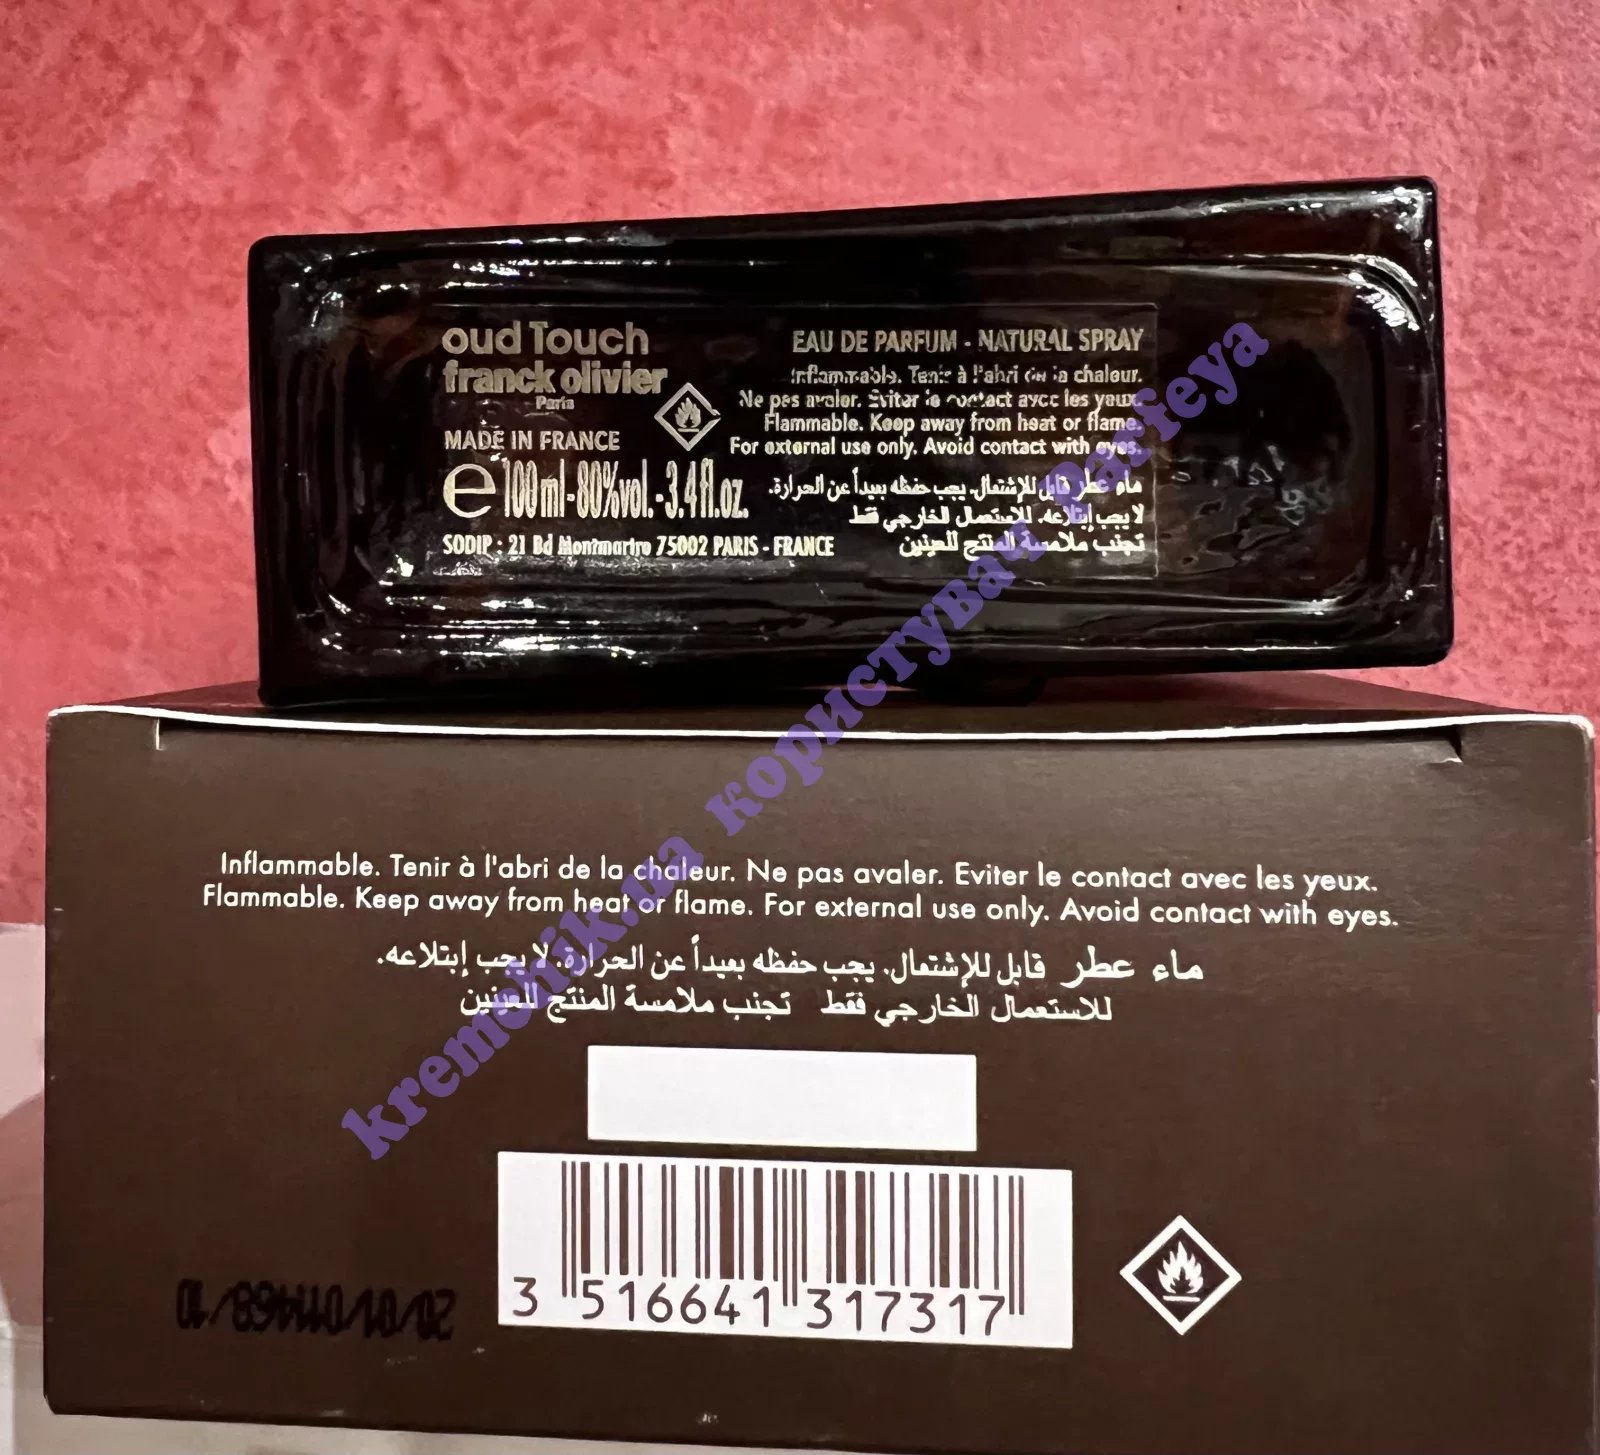 oud Touch
franck olivier
Paris
MADE IN FRANCE
e 100 ml - 80%vol. - 3.4fl.oz.
SODIP : 21 Bd Montmartre 75002 PARIS - FRANCE
EAU DE PARFUM - NATURAL SPRAY
Inflammable. Tenir à l'abri de la chaleur.
Ne pas avaler. Eviter le contact avec les yeux.
Flammable. Keep away from heat or flame.
For external use only. Avoid contact with eyes.
ماء عطر قابل للإشتعال. يجب حفظه بعيداً عن الحرارة.
لا يجب إبتلاعه. للاستعمال الخارجي فقط
تجنب ملامسة المنتج للعينين
Inflammable. Tenir à l'abri de la chaleur. Ne pas avaler. Eviter le contact avec les yeux.
Flammable. Keep away from heat or flame. For external use only. Avoid contact with eyes.
ماء عطر قابل للإشتعال. يجب حفظه بعيداً عن الحرارة. لا يجب إبتلاعه.
للاستعمال الخارجي فقط تجنب ملامسة المنتج للعينين
3 516641 317317
kremchik.ua користувач Parfeya